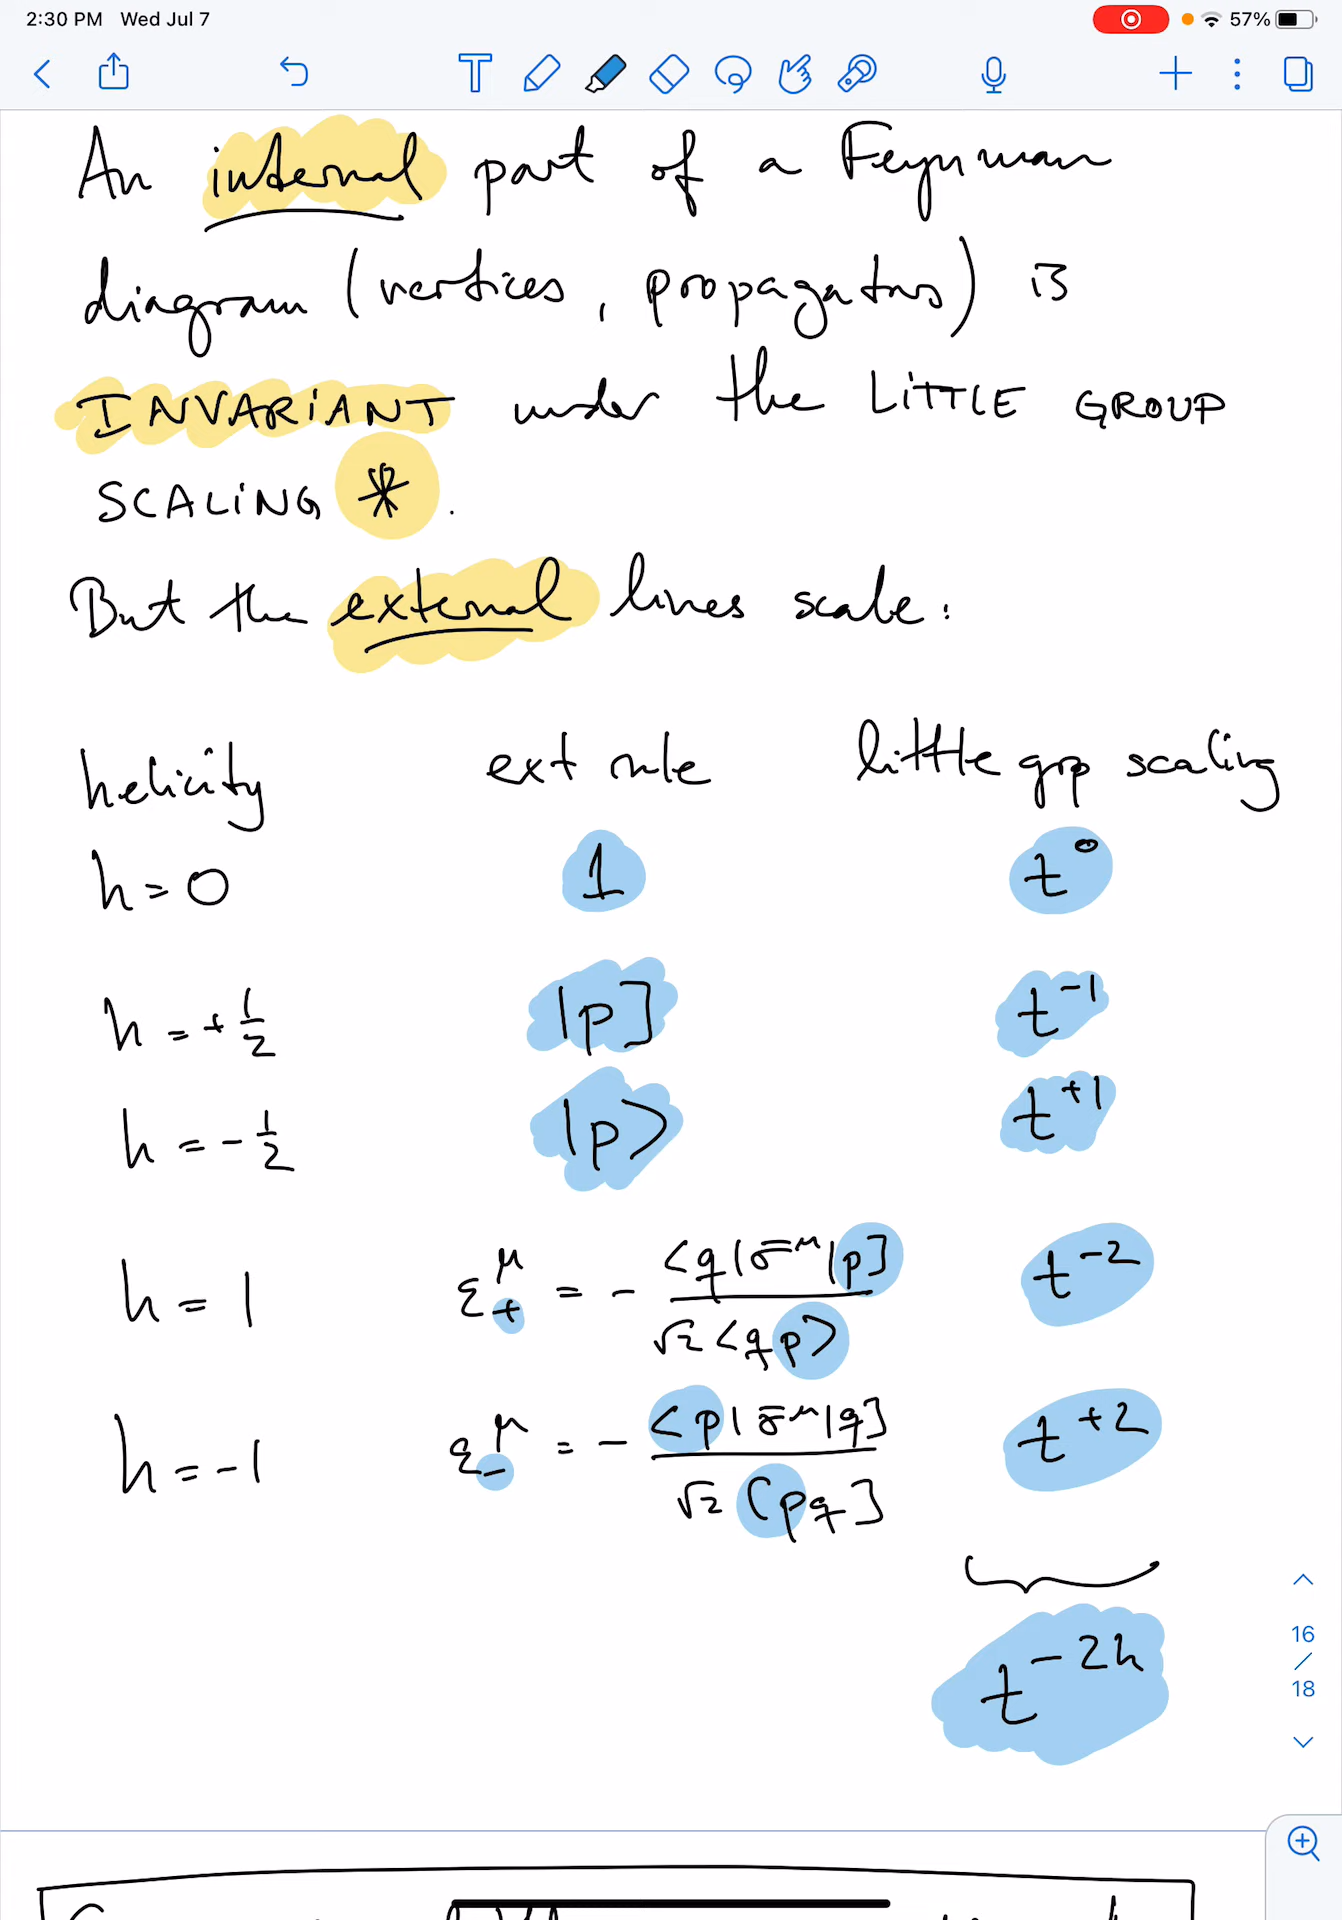 2:30 PM Wed Jul 7
57%
An internal part of a Feynman
diagram (vertices, propagators) is
INVARIANT under the LITTLE GROUP
SCALING *.
But the external lines scale:
helicity ext rule little grp scaling
h = 0 1 t^0
h = +1/2 |p] t^-1
h = -1/2 |p> t^+1
h = 1 ε_+^μ = - <q|σ̄^μ|p] / √2 <qp> t^-2
h = -1 ε_-^μ = - <p|σ̄^μ|q] / √2 [pq] t^+2
t^-2h
16
/
18